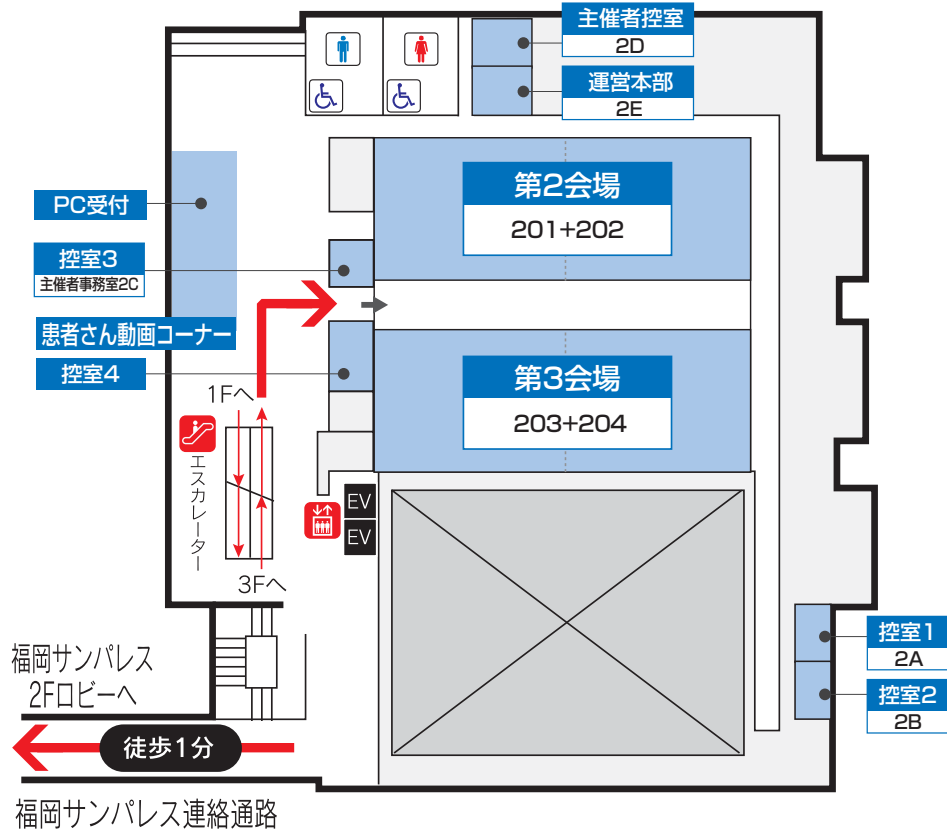 主催者控室
2D
運営本部
2E
第2会場
201+202
PC受付
控室3
主催者事務室2C
患者さん動画コーナー
控室4
第3会場
203+204
1Fへ
エスカレーター
EV
EV
3Fへ
控室1
2A
控室2
2B
福岡サンパレス
2Fロビーへ
徒歩1分
福岡サンパレス連絡通路